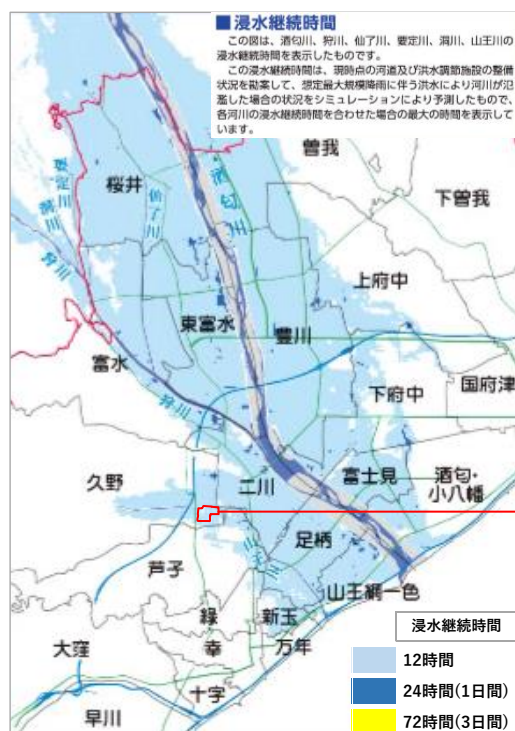 ■浸水継続時間
この図は、酒匂川、狩川、仙了川、要定川、洞川、山王川の
浸水継続時間を表示したものです。
この浸水継続時間は、現時点の河道及び洪水調節施設の整備
状況を勘案して、想定最大規模降雨に伴う洪水により河川が氾
濫した場合の状況をシミュレーションにより予測したもので、
各河川の浸水継続時間を合わせた場合の最大の時間を表示して
います。
曽我
桜井
仙了川
酒匂川
下曽我
狩川
上府中
東富水
豊川
富水
国府津
下府中
狩川
久野
二川
富士見
酒匂・
小八幡
足柄
山王川
芦子
山王網一色
緑
新玉
幸
万年
大窪
十字
早川
浸水継続時間
12時間
24時間(1日間)
72時間(3日間)